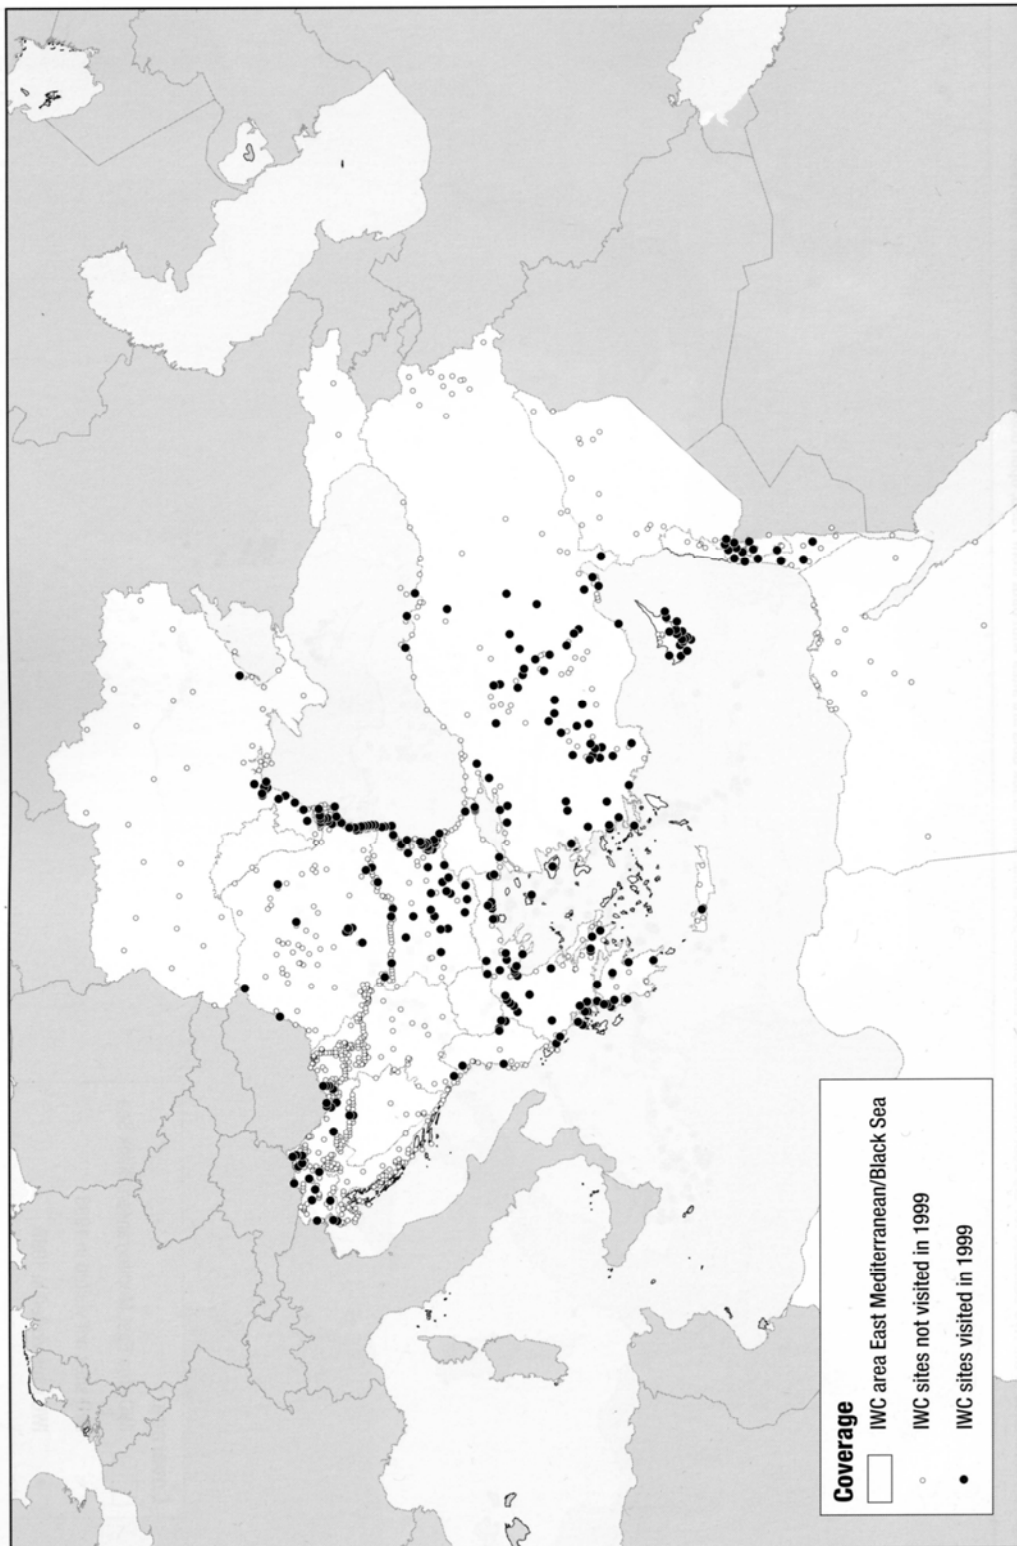 Coverage
IWC area East Mediterranean/Black Sea
IWC sites not visited in 1999
IWC sites visited in 1999